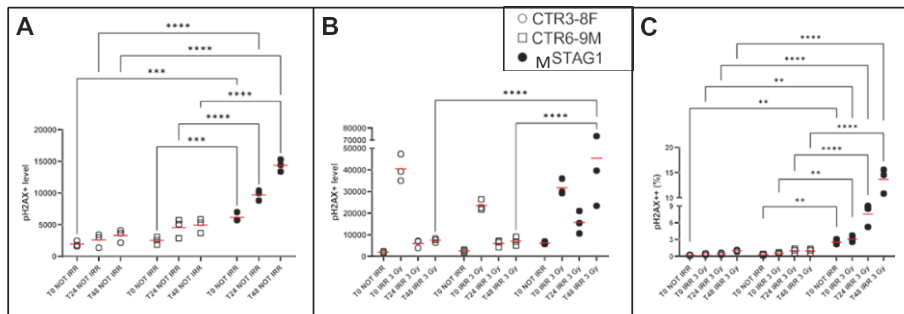 A
B
C
CTR3-8F
CTR6-9M
MSTAG1
****
****
***
****
****
***
20000
15000
10000
5000
0
pH2AX+ level
T0 NOT IRR
T24 NOT IRR
T48 NOT IRR
T0 NOT IRR
T24 NOT IRR
T48 NOT IRR
T0 NOT IRR
T24 NOT IRR
T48 NOT IRR
****
****
80000
70000
60000
50000
40000
30000
20000
10000
0
pH2AX+ level
T0 NOT IRR
T0 IRR 3 Gy
T24 IRR 3 Gy
T48 IRR 3 Gy
T0 NOT IRR
T0 IRR 3 Gy
T24 IRR 3 Gy
T48 IRR 3 Gy
T0 NOT IRR
T0 IRR 3 Gy
T24 IRR 3 Gy
T48 IRR 3 Gy
****
****
**
**
****
****
**
**
20
15
10
9
6
3
0
pH2AX++ (%)
T0 NOT IRR
T0 IRR 3 Gy
T24 IRR 3 Gy
T48 IRR 3 Gy
T0 NOT IRR
T0 IRR 3 Gy
T24 IRR 3 Gy
T48 IRR 3 Gy
T0 NOT IRR
T0 IRR 3 Gy
T24 IRR 3 Gy
T48 IRR 3 Gy